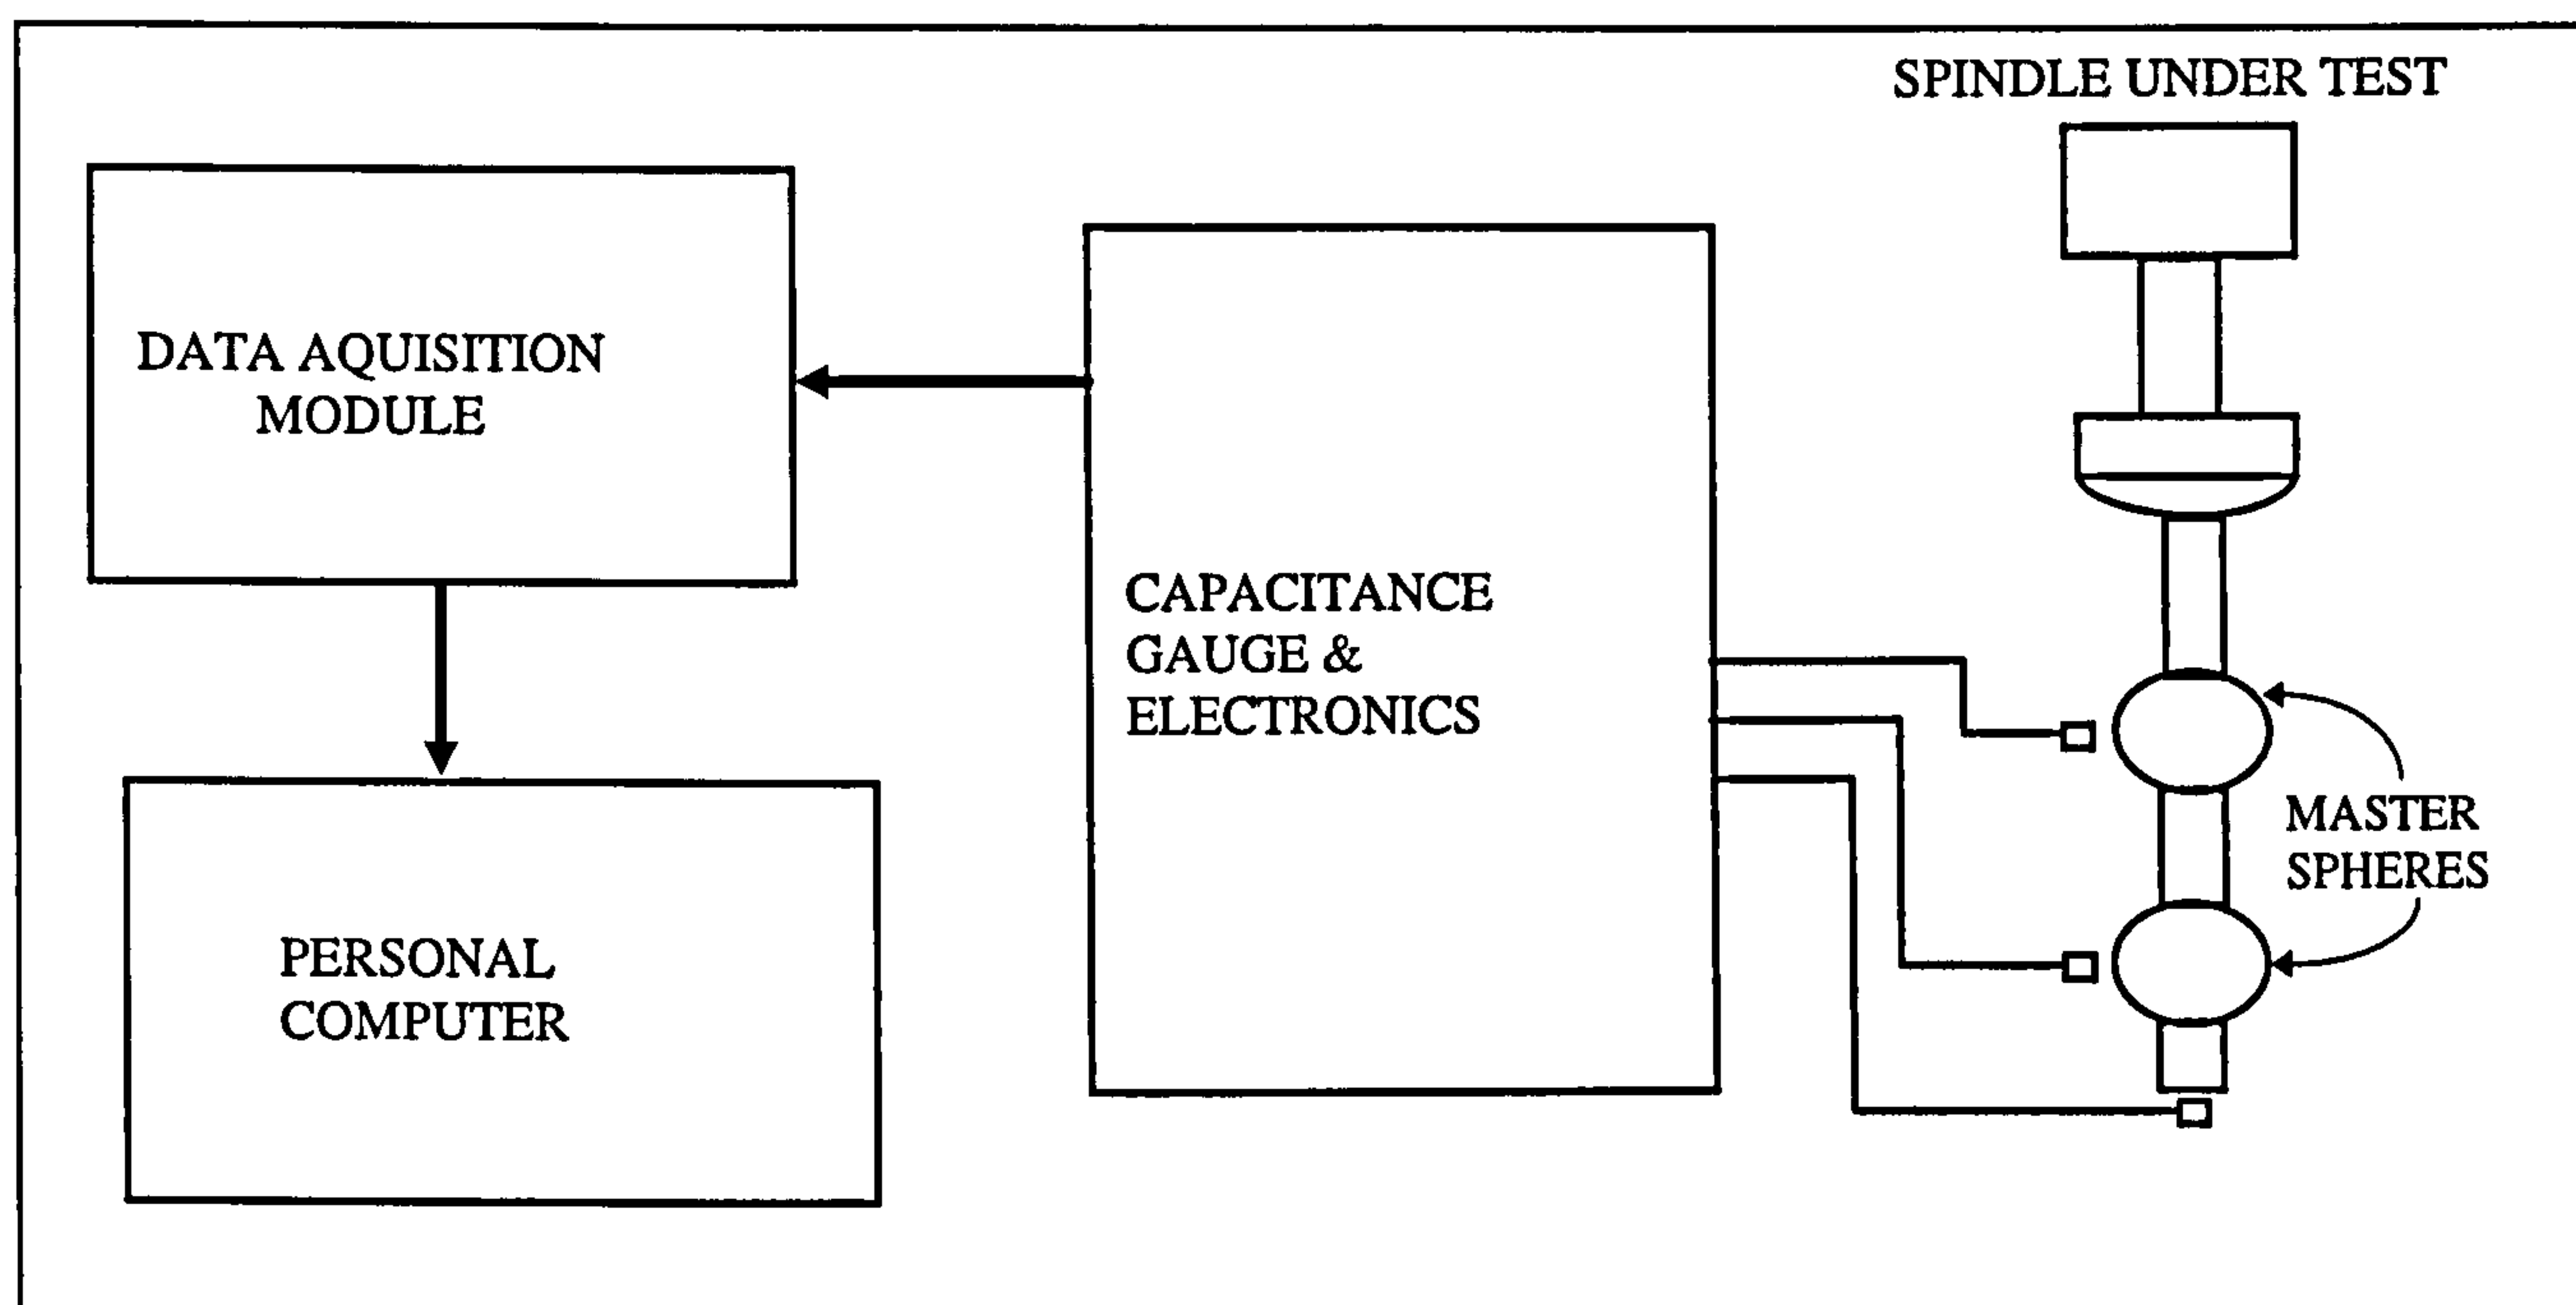 SPINDLE UNDER TEST
DATA AQUISITION
MODULE
CAPACITANCE
GAUGE &
ELECTRONICS
MASTER
SPHERES
PERSONAL
COMPUTER